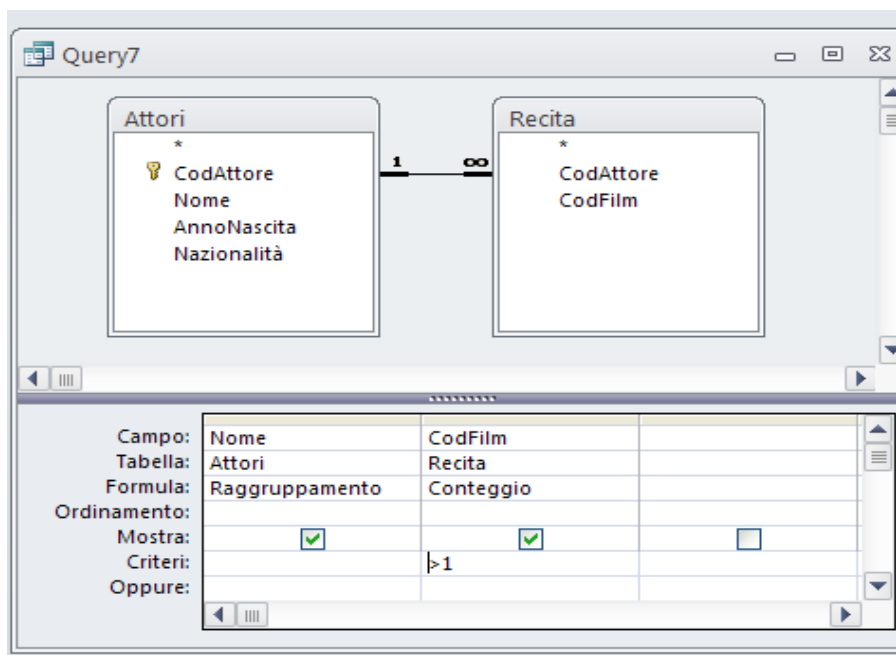 Query7
Attori
*
CodAttore
Nome
AnnoNascita
Nazionalità
1 ∞
Recita
*
CodAttore
CodFilm
Campo: Nome CodFilm
Tabella: Attori Recita
Formula: Raggruppamento Conteggio
Ordinamento:
Mostra:
Criteri: >1
Oppure: